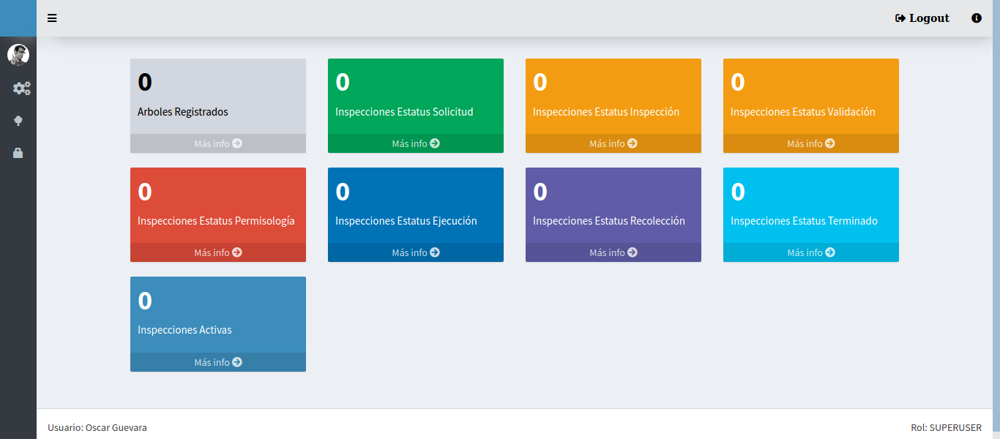 Logout
0
Arboles Registrados
Más info
0
Inspecciones Estatus Solicitud
Más info
0
Inspecciones Estatus Inspección
Más info
0
Inspecciones Estatus Validación
Más info
0
Inspecciones Estatus Permisología
Más info
0
Inspecciones Estatus Ejecución
Más info
0
Inspecciones Estatus Recolección
Más info
0
Inspecciones Estatus Terminado
Más info
0
Inspecciones Activas
Más info
Usuario: Oscar Guevara
Rol: SUPERUSER